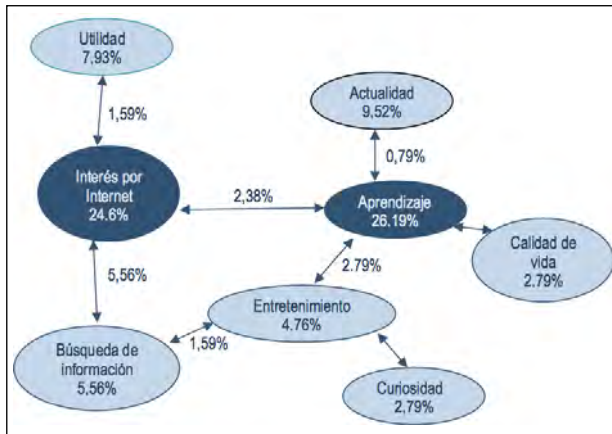 Utilidad
7,93%
1,59%
Actualidad
9,52%
0,79%
Interés por
Internet
24.6%
2,38%
Aprendizaje
26.19%
Calidad de
vida
2.79%
5,56%
2.79%
Entretenimiento
4.76%
1,59%
Búsqueda de
información
5,56%
Curiosidad
2,79%